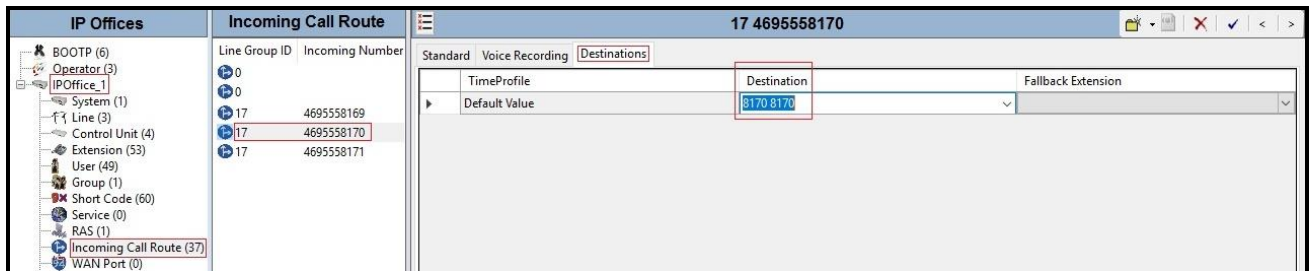 IP Offices
BOOTP (6)
Operator (3)
IPOffice_1
System (1)
Line (3)
Control Unit (4)
Extension (53)
User (49)
Group (1)
Short Code (60)
Service (0)
RAS (1)
Incoming Call Route (37)
WAN Port (0)
Incoming Call Route
Line Group ID Incoming Number
0
0
17 4695558169
17 4695558170
17 4695558171
17 4695558170
Standard Voice Recording Destinations
TimeProfile Destination Fallback Extension
Default Value 8170 8170